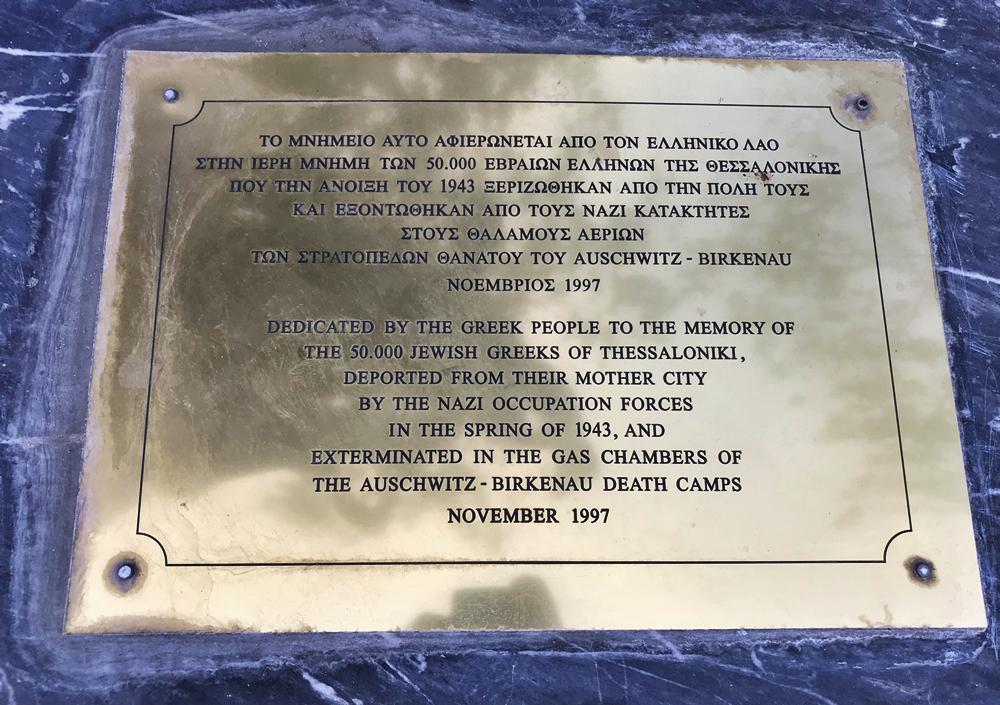 ΤΟ ΜΝΗΜΕΙΟ ΑΥΤΟ ΑΦΙΕΡΩΝΕΤΑΙ ΑΠΟ ΤΟΝ ΕΛΛΗΝΙΚΟ ΛΑΟ
ΣΤΗΝ ΙΕΡΗ ΜΝΗΜΗ ΤΩΝ 50.000 ΕΒΡΑΙΩΝ ΕΛΛΗΝΩΝ ΤΗΣ ΘΕΣΣΑΛΟΝΙΚΗΣ
ΠΟΥ ΤΗΝ ΑΝΟΙΞΗ ΤΟΥ 1943 ΞΕΡΙΖΩΘΗΚΑΝ ΑΠΟ ΤΗΝ ΠΟΛΗ ΤΟΥΣ
ΚΑΙ ΕΞΟΝΤΩΘΗΚΑΝ ΑΠΟ ΤΟΥΣ ΝΑΖΙ ΚΑΤΑΚΤΗΤΕΣ
ΣΤΟΥΣ ΘΑΛΑΜΟΥΣ ΑΕΡΙΩΝ
ΤΩΝ ΣΤΡΑΤΟΠΕΔΩΝ ΘΑΝΑΤΟΥ ΤΟΥ AUSCHWITZ - BIRKENAU
ΝΟΕΜΒΡΙΟΣ 1997
DEDICATED BY THE GREEK PEOPLE TO THE MEMORY OF
THE 50.000 JEWISH GREEKS OF THESSALONIKI,
DEPORTED FROM THEIR MOTHER CITY
BY THE NAZI OCCUPATION FORCES
IN THE SPRING OF 1943, AND
EXTERMINATED IN THE GAS CHAMBERS OF
THE AUSCHWITZ - BIRKENAU DEATH CAMPS
NOVEMBER 1997